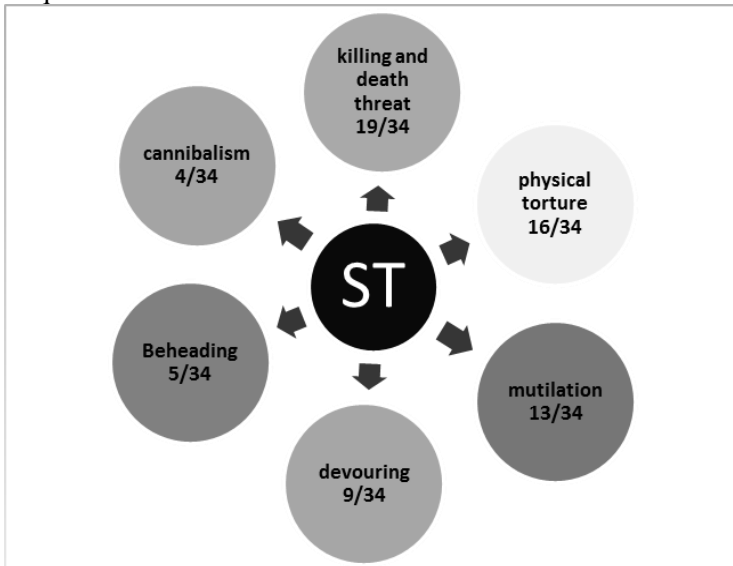 killing and
death
threat
19/34
physical
torture
16/34
mutilation
13/34
devouring
9/34
Beheading
5/34
cannibalism
4/34
ST